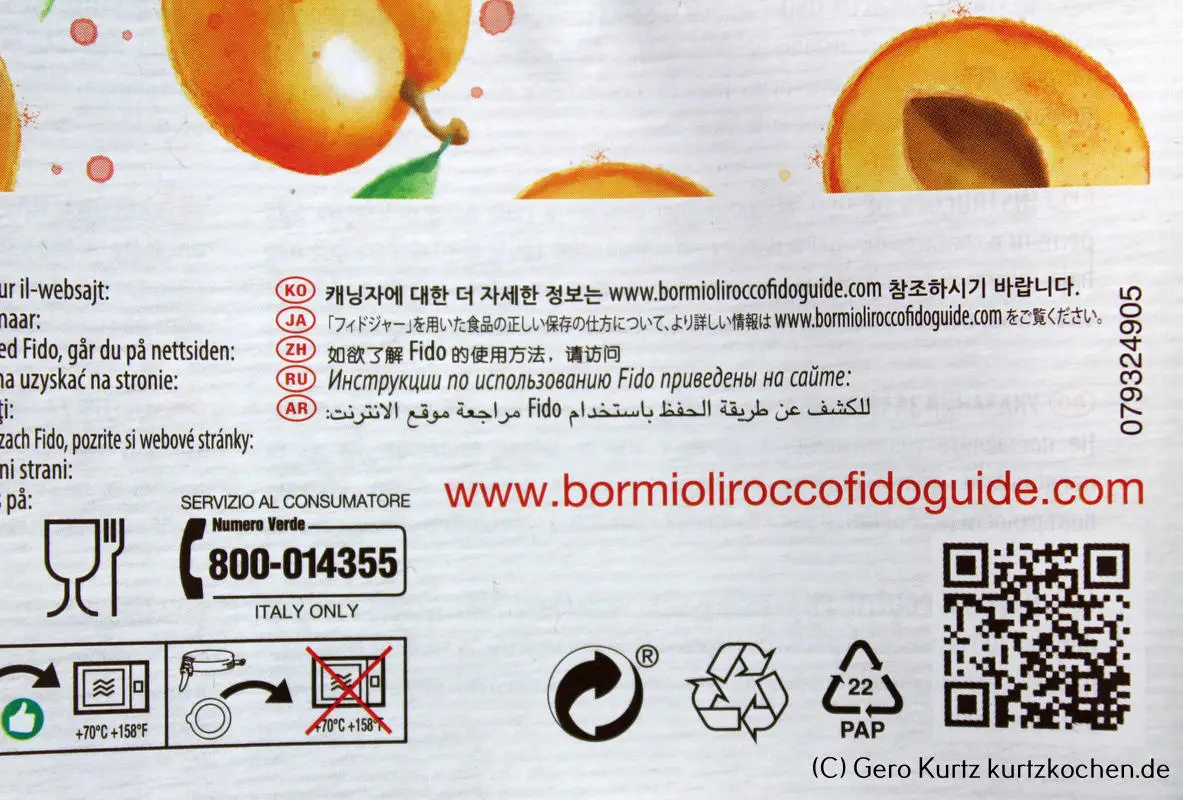 ur il-websajt:
naar:
ed Fido, går du på nettsiden:
na uzyskać na stronie:
ti:
zach Fido, pozrite si webové stránky:
ni strani:
s på:
KO 캐닝자에 대한 더 자세한 정보는 www.bormioliroccofidoguide.com 참조하시기 바랍니다.
JA 「フィドジャー」を用いた食品の正しい保存の仕方について、より詳しい情報は www.bormioliroccofidoguide.com をご覧ください。
ZH 如欲了解 Fido 的使用方法，请访问
RU Инструкции по использованию Fido приведены на сайте:
AR للكشف عن طريقة الحفظ باستخدام Fido مراجعة موقع الانترنت:
0793324905
www.bormioliroccofidoguide.com
SERVIZIO AL CONSUMATORE
Numero Verde
800-014355
ITALY ONLY
+70°C +158°F
+70°C +158°F
®
22
PAP
(C) Gero Kurtz kurtzkochen.de